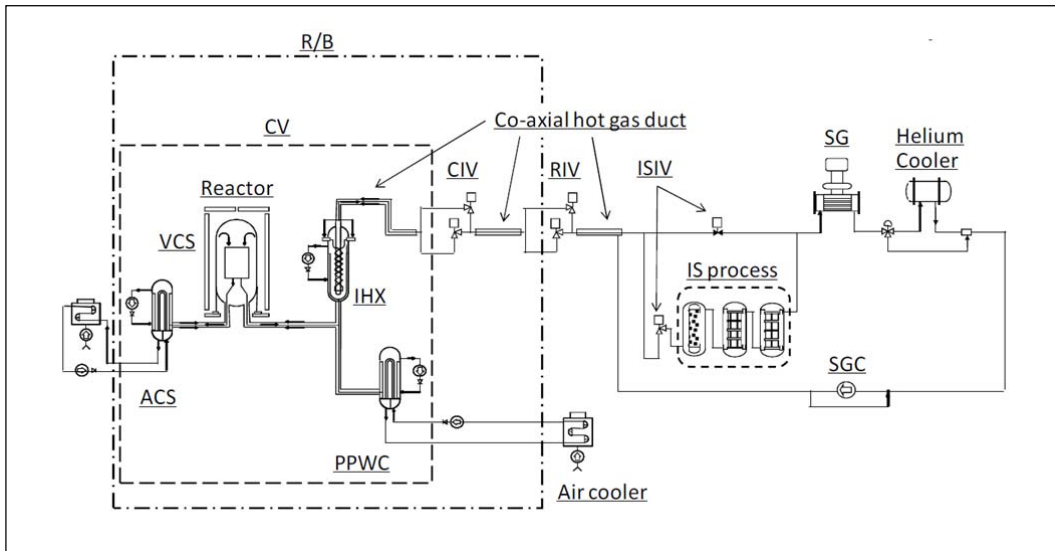 R/B
Co-axial hot gas duct
SG
Helium
Cooler
CV
CIV
RIV
ISIV
Reactor
VCS
IS process
IHX
SGC
ACS
PPWC
Air cooler